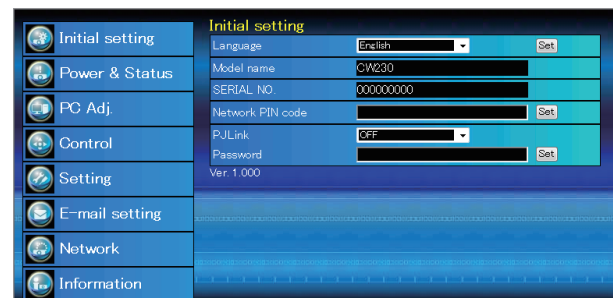 Initial setting
Power & Status
PC Adj.
Control
Setting
E-mail setting
Network
Information
Initial setting
Language English Set
Model name CW230
SERIAL NO. 000000000
Network PIN code Set
PJLink OFF
Password Set
Ver. 1.000